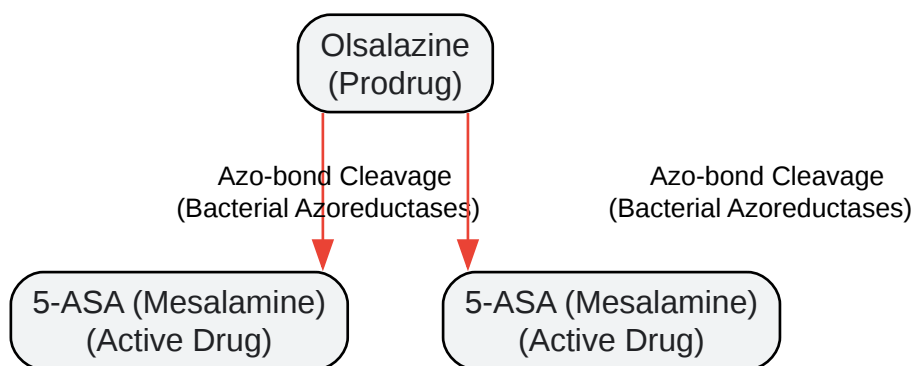 Olsalazine
(Prodrug)
Azo-bond Cleavage
(Bacterial Azoreductases)
Azo-bond Cleavage
(Bacterial Azoreductases)
5-ASA (Mesalamine)
(Active Drug)
5-ASA (Mesalamine)
(Active Drug)